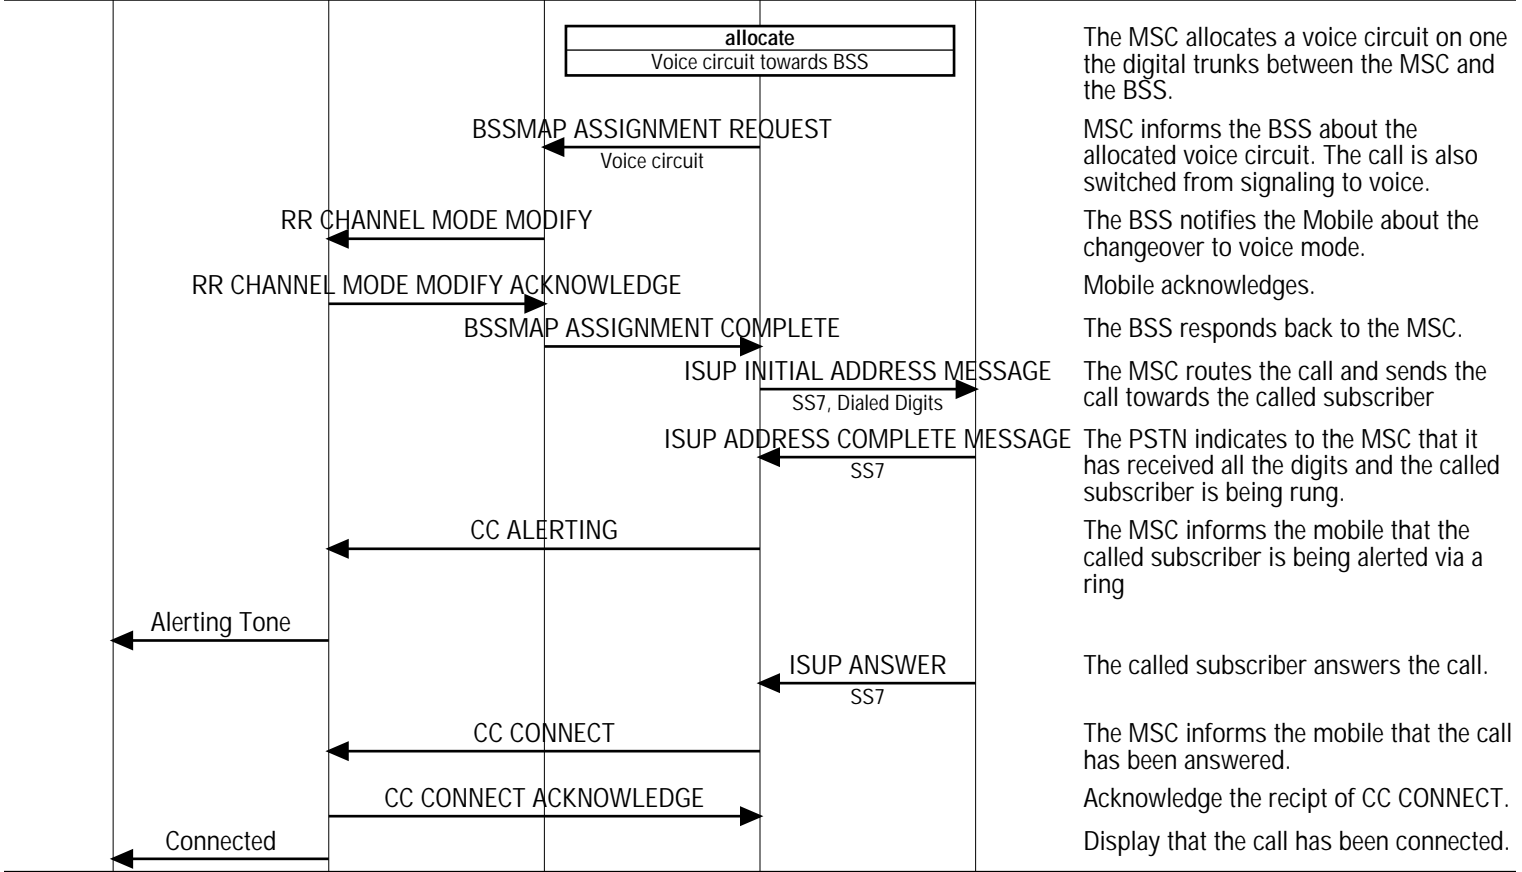 allocate
Voice circuit towards BSS
The MSC allocates a voice circuit on one
the digital trunks between the MSC and
the BSS.
BSSMAP ASSIGNMENT REQUEST
Voice circuit
MSC informs the BSS about the
allocated voice circuit. The call is also
switched from signaling to voice.
RR CHANNEL MODE MODIFY
The BSS notifies the Mobile about the
changeover to voice mode.
RR CHANNEL MODE MODIFY ACKNOWLEDGE
Mobile acknowledges.
BSSMAP ASSIGNMENT COMPLETE
The BSS responds back to the MSC.
ISUP INITIAL ADDRESS MESSAGE
SS7, Dialed Digits
The MSC routes the call and sends the
call towards the called subscriber
ISUP ADDRESS COMPLETE MESSAGE
SS7
The PSTN indicates to the MSC that it
has received all the digits and the called
subscriber is being rung.
CC ALERTING
The MSC informs the mobile that the
called subscriber is being alerted via a
ring
Alerting Tone
ISUP ANSWER
SS7
The called subscriber answers the call.
CC CONNECT
The MSC informs the mobile that the call
has been answered.
CC CONNECT ACKNOWLEDGE
Acknowledge the recipt of CC CONNECT.
Connected
Display that the call has been connected.